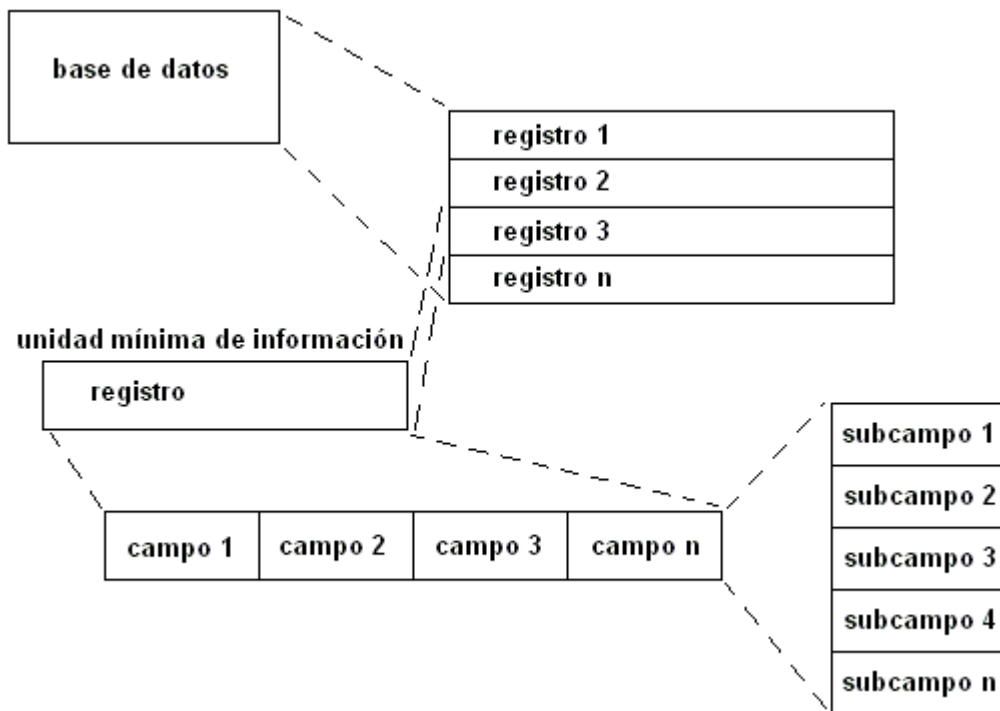 base de datos
registro 1
registro 2
registro 3
registro n
unidad mínima de información
registro
campo 1
campo 2
campo 3
campo n
subcampo 1
subcampo 2
subcampo 3
subcampo 4
subcampo n